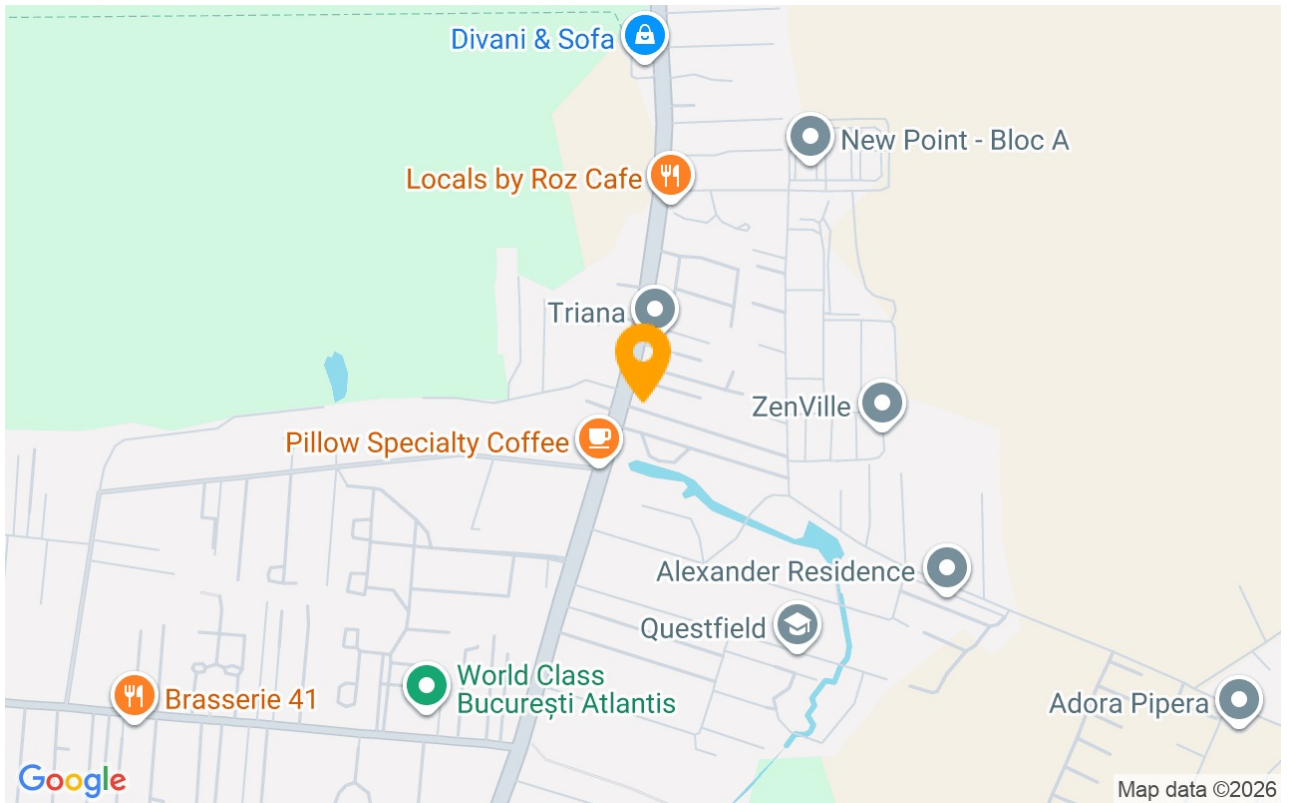 Divani & Sofa
New Point - Bloc A
Locals by Roz Cafe
Triana
ZenVille
Pillow Specialty Coffee
Alexander Residence
Questfield
World Class
București Atlantis
Brasserie 41
Adora Pipera
Google
Map data ©2026